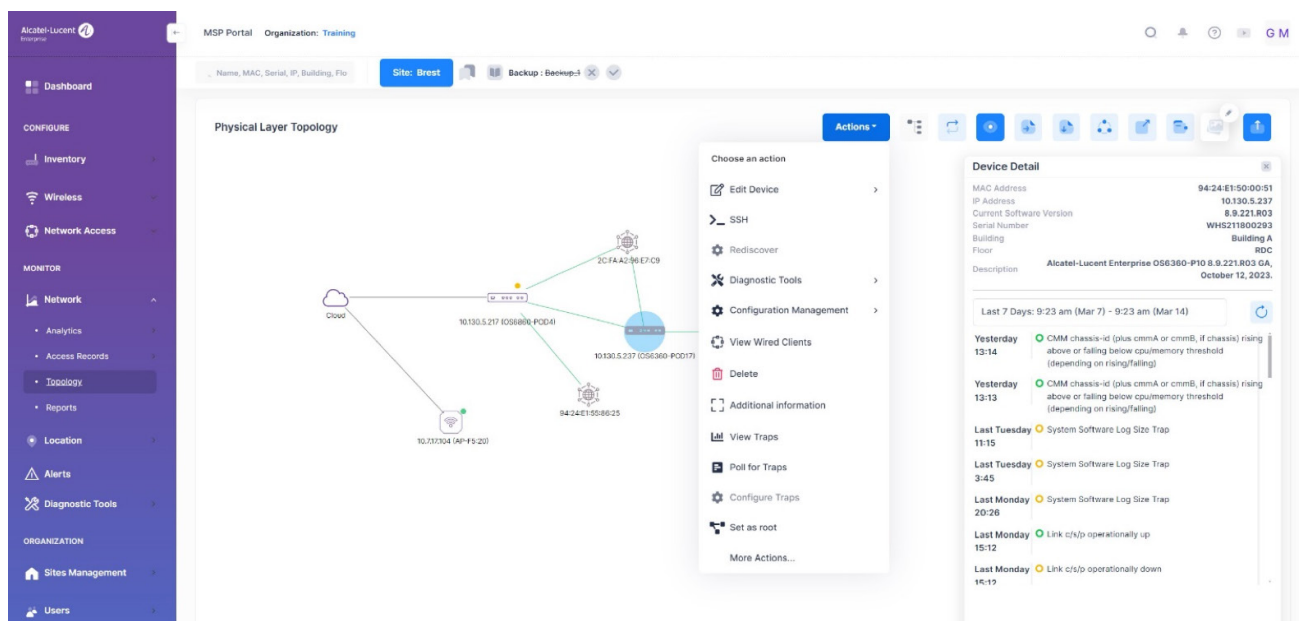 Alcatel·Lucent
Enterprise
MSP Portal Organization: Training
G M
Name, MAC, Serial, IP, Building, Flo
Site: Brest
Backup : Backup.1
Dashboard
CONFIGURE
Inventory
Wireless
Network Access
MONITOR
Network
Analytics
Access Records
Topology
Reports
Location
Alerts
Diagnostic Tools
ORGANIZATION
Sites Management
Users
Physical Layer Topology
Actions
Cloud
10.130.5.217 (OS6860-POD4)
2C:FA:A2:96:E7:C9
10.130.5.237 (OS6360-POD17)
94:24:E1:55:86:25
10.7.17.104 (AP-F5:20)
Choose an action
Edit Device
SSH
Rediscover
Diagnostic Tools
Configuration Management
View Wired Clients
Delete
Additional information
View Traps
Poll for Traps
Configure Traps
Set as root
More Actions...
Device Detail
MAC Address 94:24:E1:50:00:51
IP Address 10.130.5.237
Current Software Version 8.9.221.R03
Serial Number WHS211800293
Building Building A
Floor RDC
Description Alcatel-Lucent Enterprise OS6360-P10 8.9.221.R03 GA,
October 12, 2023.
Last 7 Days: 9:23 am (Mar 7) - 9:23 am (Mar 14)
Yesterday CMM chassis-id (plus cmmA or cmmB, if chassis) rising
13:14 above or falling below cpu/memory threshold
(depending on rising/falling)
Yesterday CMM chassis-id (plus cmmA or cmmB, if chassis) rising
13:13 above or falling below cpu/memory threshold
(depending on rising/falling)
Last Tuesday System Software Log Size Trap
11:15
Last Tuesday System Software Log Size Trap
3:45
Last Monday System Software Log Size Trap
20:26
Last Monday Link c/s/p operationally up
15:12
Last Monday Link c/s/p operationally down
15:12